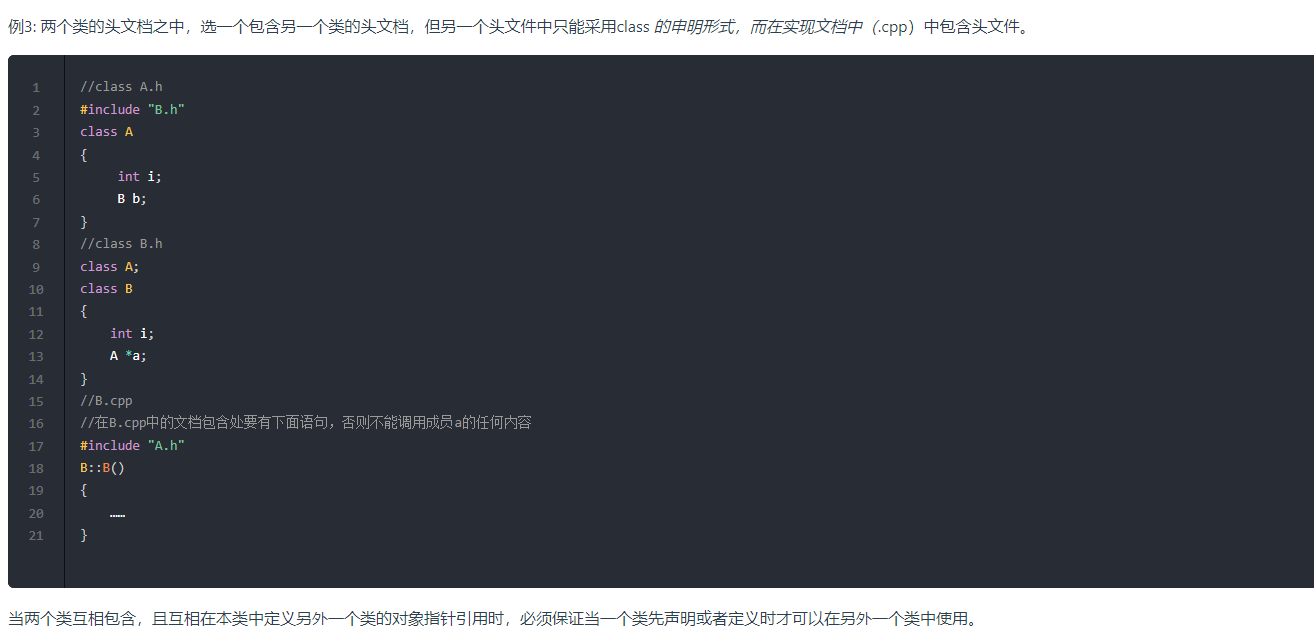 例3: 两个类的头文档之中，选一个包含另一个类的头文档，但另一个头文件中只能采用class 的申明形式，而在实现文档中（.cpp）中包含头文件。
1 //class A.h
2 #include "B.h"
3 class A
4 {
5 int i;
6 B b;
7 }
8 //class B.h
9 class A;
10 class B
11 {
12 int i;
13 A *a;
14 }
15 //B.cpp
16 //在B.cpp中的文档包含处要有下面语句，否则不能调用成员a的任何内容
17 #include "A.h"
18 B::B()
19 {
20 ……
21 }
当两个类互相包含，且互相在本类中定义另外一个类的对象指针引用时，必须保证当一个类先声明或者定义时才可以在另外一个类中使用。